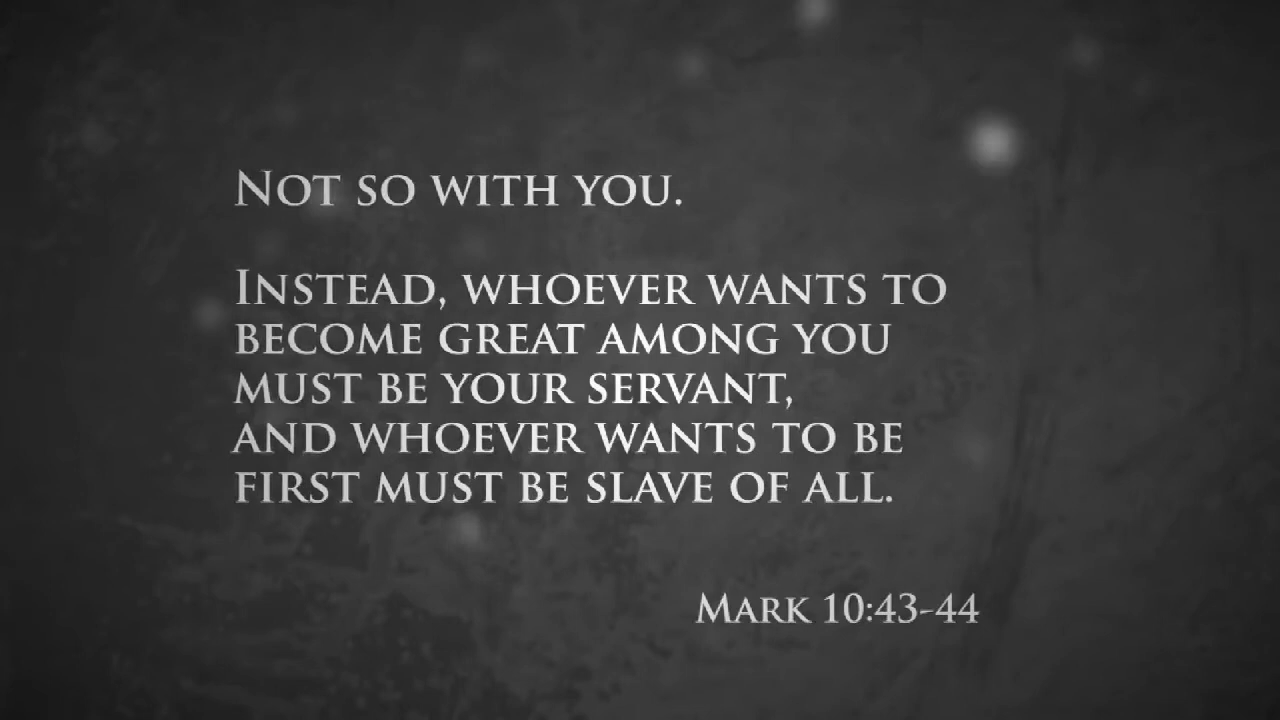 Not so with you.
Instead, whoever wants to
become great among you
must be your servant,
and whoever wants to be
first must be slave of all.
Mark 10:43-44